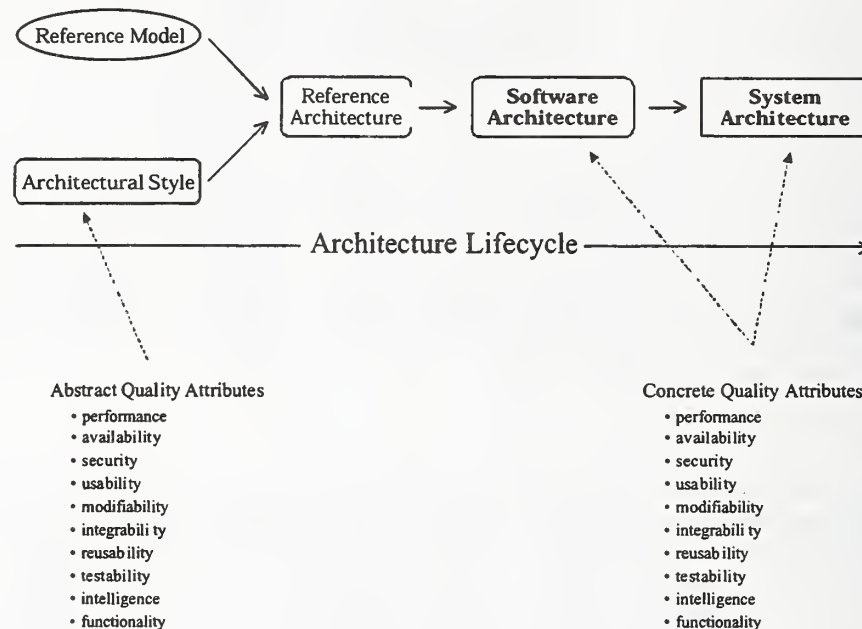 Reference Model
Reference
Architecture
Software
Architecture
System
Architecture
Architectural Style
Architecture Lifecycle
Abstract Quality Attributes
• performance
• availability
• security
• usability
• modifiability
• integrability
• reusability
• testability
• intelligence
• functionality
Concrete Quality Attributes
• performance
• availability
• security
• usability
• modifiability
• integrability
• reusability
• testability
• intelligence
• functionality